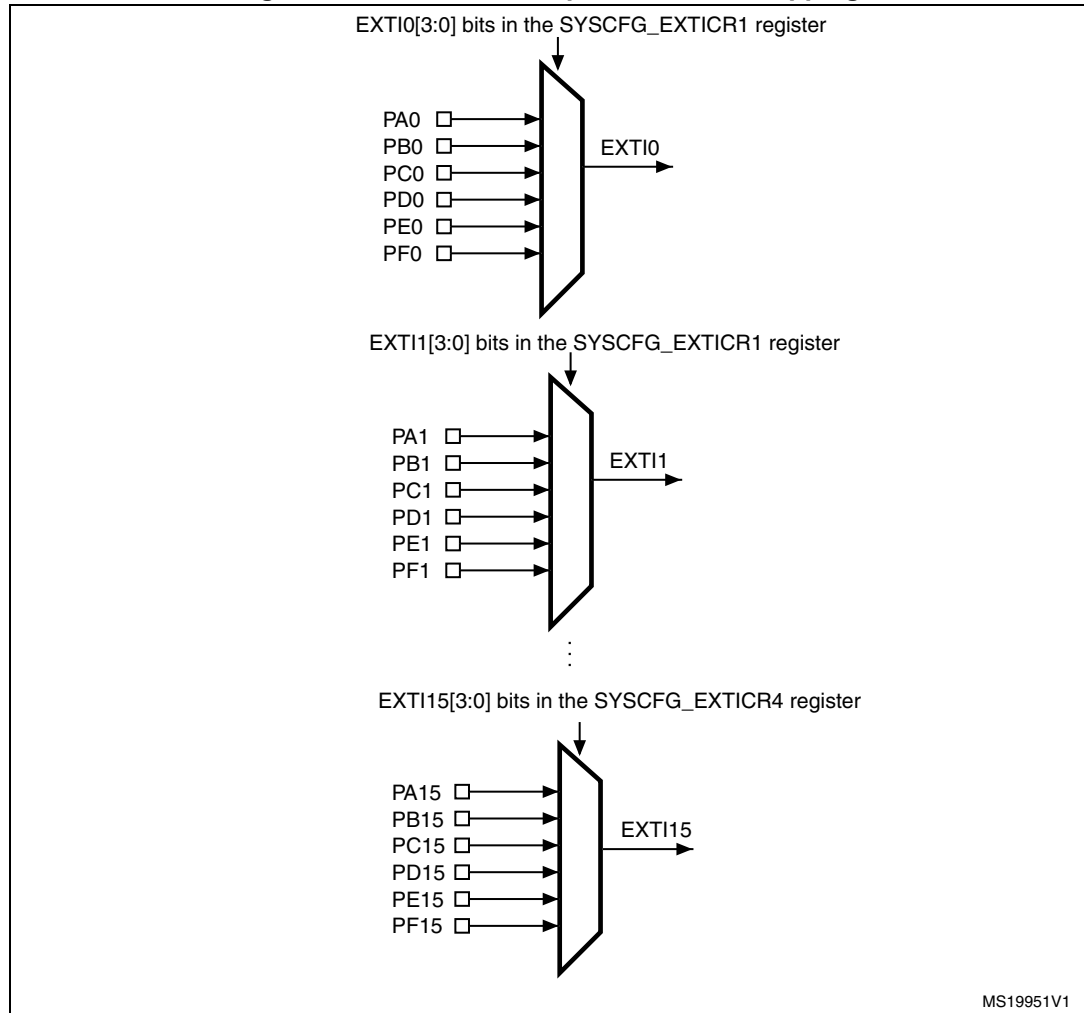 EXTI0[3:0] bits in the SYSCFG_EXTICR1 register
PA0
PB0
PC0
PD0
PE0
PF0
EXTI0
EXTI1[3:0] bits in the SYSCFG_EXTICR1 register
PA1
PB1
PC1
PD1
PE1
PF1
EXTI1
EXTI15[3:0] bits in the SYSCFG_EXTICR4 register
PA15
PB15
PC15
PD15
PE15
PF15
EXTI15
MS19951V1